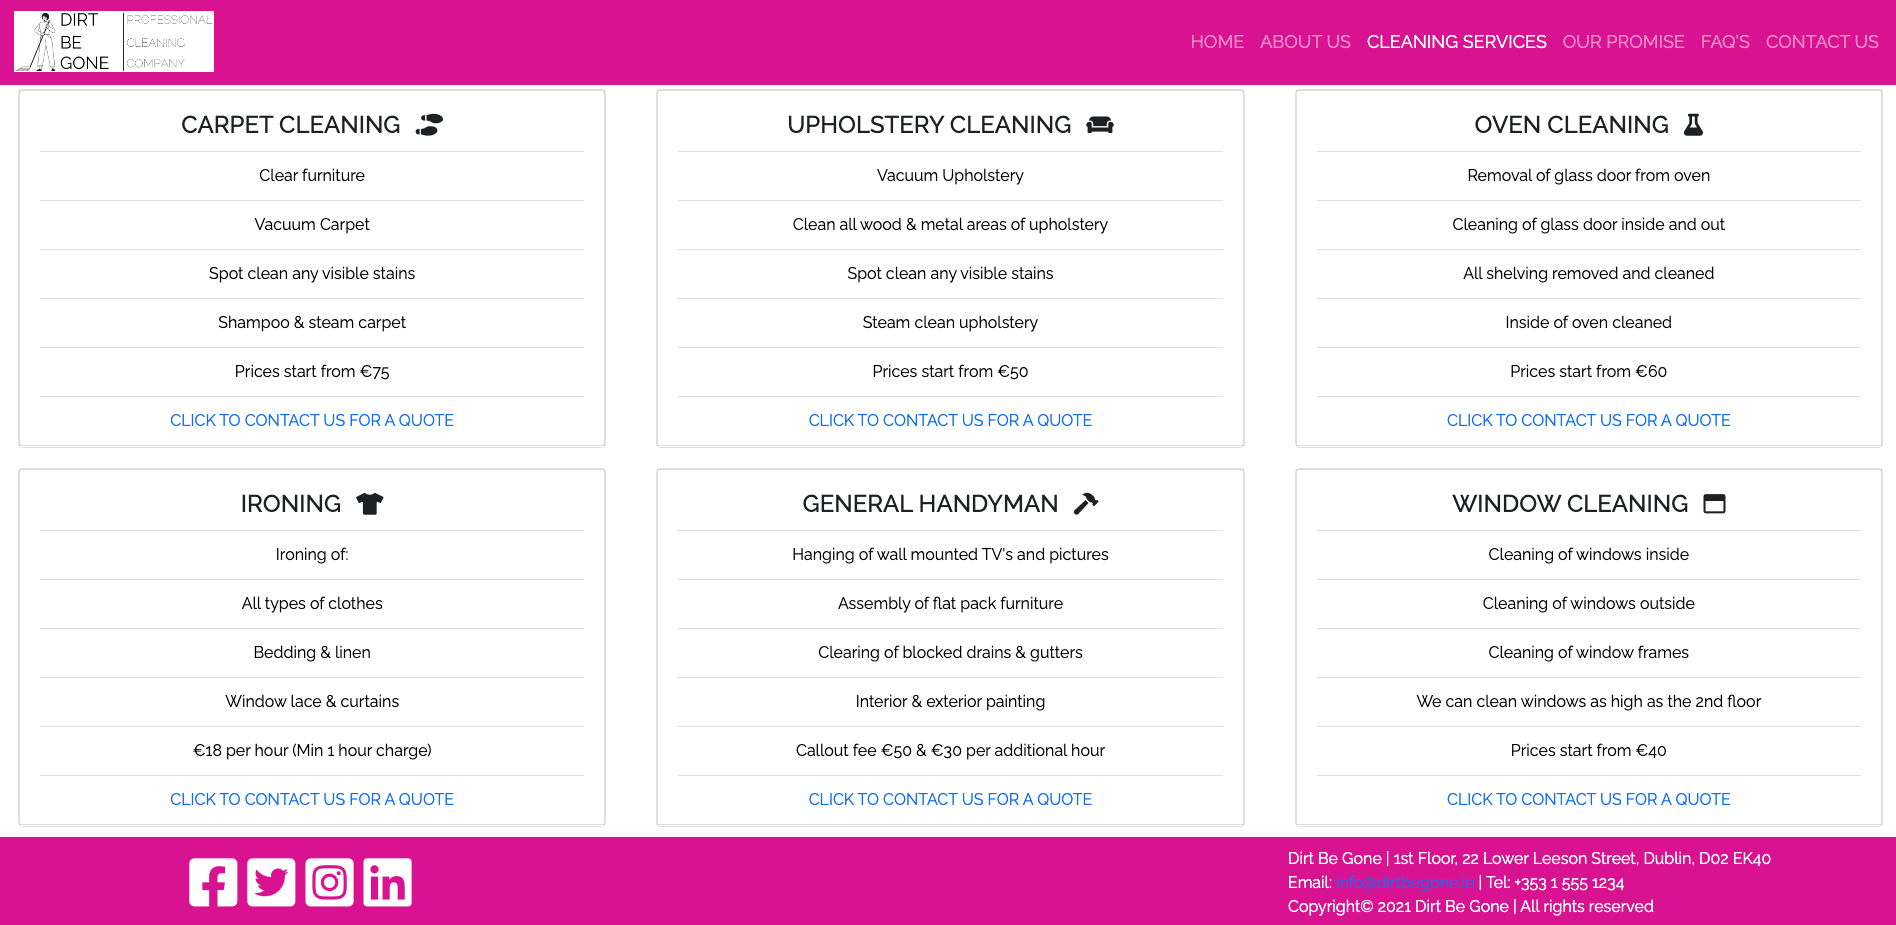 DIRT
BE
GONE
PROFESSIONAL
CLEANING
COMPANY
HOME ABOUT US CLEANING SERVICES OUR PROMISE FAQ'S CONTACT US
CARPET CLEANING
Clear furniture
Vacuum Carpet
Spot clean any visible stains
Shampoo & steam carpet
Prices start from €75
CLICK TO CONTACT US FOR A QUOTE
UPHOLSTERY CLEANING
Vacuum Upholstery
Clean all wood & metal areas of upholstery
Spot clean any visible stains
Steam clean upholstery
Prices start from €50
CLICK TO CONTACT US FOR A QUOTE
OVEN CLEANING
Removal of glass door from oven
Cleaning of glass door inside and out
All shelving removed and cleaned
Inside of oven cleaned
Prices start from €60
CLICK TO CONTACT US FOR A QUOTE
IRONING
Ironing of:
All types of clothes
Bedding & linen
Window lace & curtains
€18 per hour (Min 1 hour charge)
CLICK TO CONTACT US FOR A QUOTE
GENERAL HANDYMAN
Hanging of wall mounted TV's and pictures
Assembly of flat pack furniture
Clearing of blocked drains & gutters
Interior & exterior painting
Callout fee €50 & €30 per additional hour
CLICK TO CONTACT US FOR A QUOTE
WINDOW CLEANING
Cleaning of windows inside
Cleaning of windows outside
Cleaning of window frames
We can clean windows as high as the 2nd floor
Prices start from €40
CLICK TO CONTACT US FOR A QUOTE
Dirt Be Gone | 1st Floor, 22 Lower Leeson Street, Dublin, D02 EK40
Email: info@dirtbegone.ie | Tel: +353 1 555 1234
Copyright© 2021 Dirt Be Gone | All rights reserved